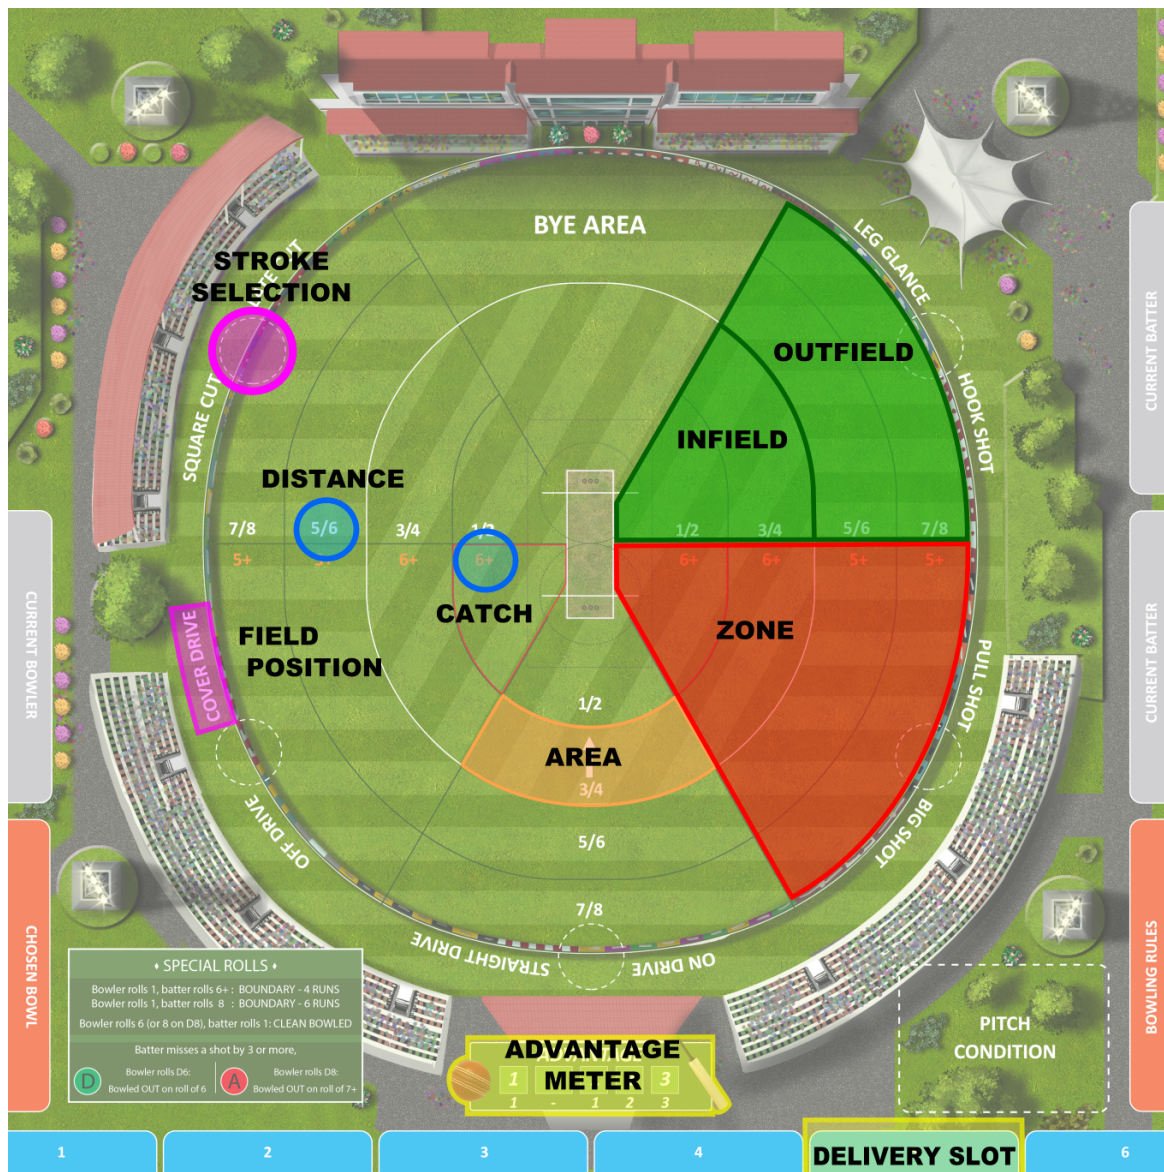 BYE AREA
LEG GLANCE
STROKE
SELECTION
OUTFIELD
CURRENT BATTER
SQUARE CUT
HOOK SHOT
INFIELD
DISTANCE
7/8
5/6
3/4
1/2
1/2
3/4
5/6
7/8
5+
5+
6+
6+
6+
6+
5+
5+
CATCH
CURRENT BOWLER
COVER DRIVE
FIELD
POSITION
ZONE
CURRENT BATTER
PULL SHOT
1/2
AREA
3/4
OFF DRIVE
5/6
BIG SHOT
7/8
STRAIGHT DRIVE
ON DRIVE
CHOSEN BOWL
BOWLING RULES
• SPECIAL ROLLS •
Bowler rolls 1, batter rolls 6+ : BOUNDARY - 4 RUNS
Bowler rolls 1, batter rolls 8 : BOUNDARY - 6 RUNS
Bowler rolls 6 (or 8 on D8), batter rolls 1: CLEAN BOWLED
Batter misses a shot by 3 or more,
D
Bowler rolls D6:
Bowled OUT on roll of 6
A
Bowler rolls D8:
Bowled OUT on roll of 7+
PITCH
CONDITION
ADVANTAGE
METER
1
3
1 - 1 2 3
1
2
3
4
DELIVERY SLOT
6